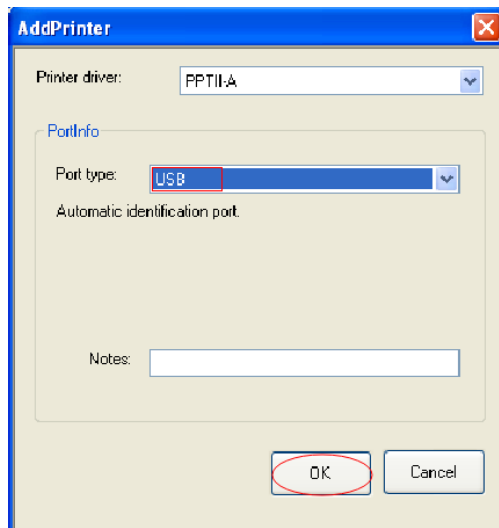 AddPrinter
Printer driver: PPTII-A
PortInfo
Port type: USB
Automatic identification port.
Notes:
OK Cancel